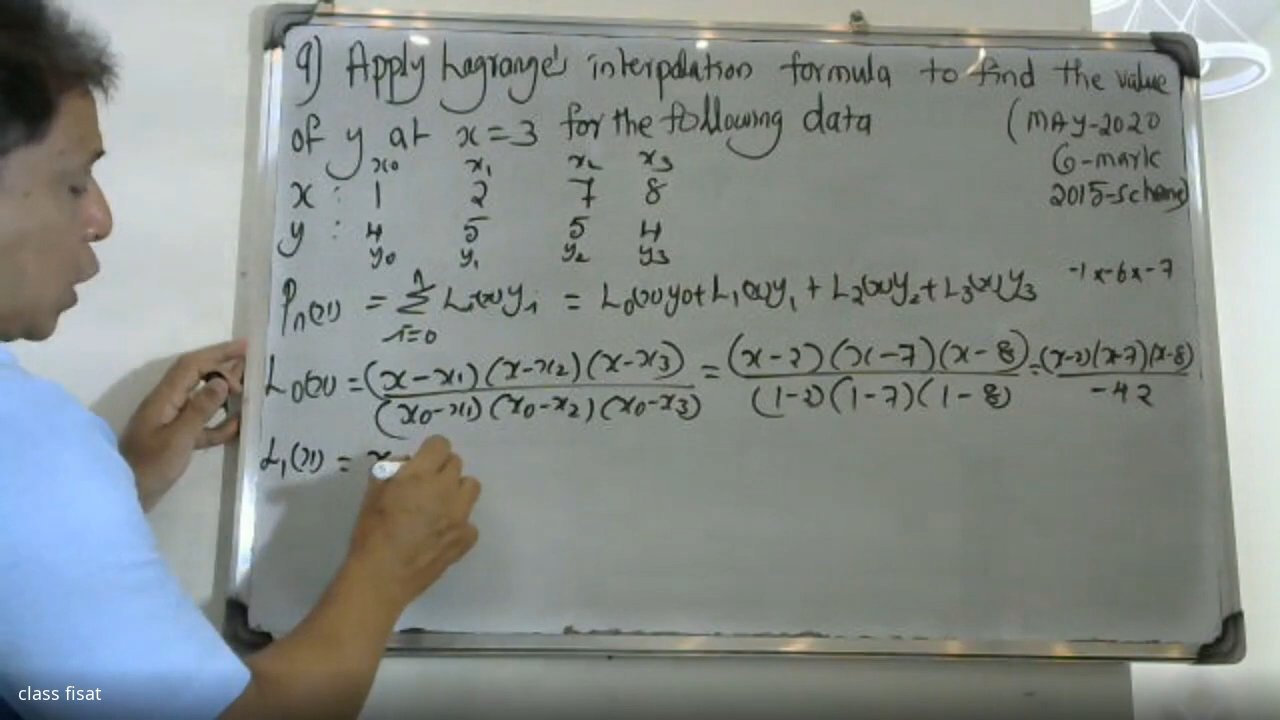 9) Apply Lagrange's interpolation formula to find the value
of y at x=3 for the following data (MAY-2020
6-mark
2015-scheme)
x0 x1 x2 x3
x : 1 2 7 8
y : 4 5 5 4
y0 y1 y2 y3
Pn(x) = n Σ i=0 Li(x)yi = L0(x)y0+L1(x)y1 + L2(x)y2+L3(x)y3 -1x-6x-7
L0(x) = (x-x1)(x-x2)(x-x3) / (x0-x1)(x0-x2)(x0-x3) = (x-2)(x-7)(x-8) / (1-2)(1-7)(1-8) = (x-2)(x-7)(x-8) / -42
L1(x) = x
class fisat